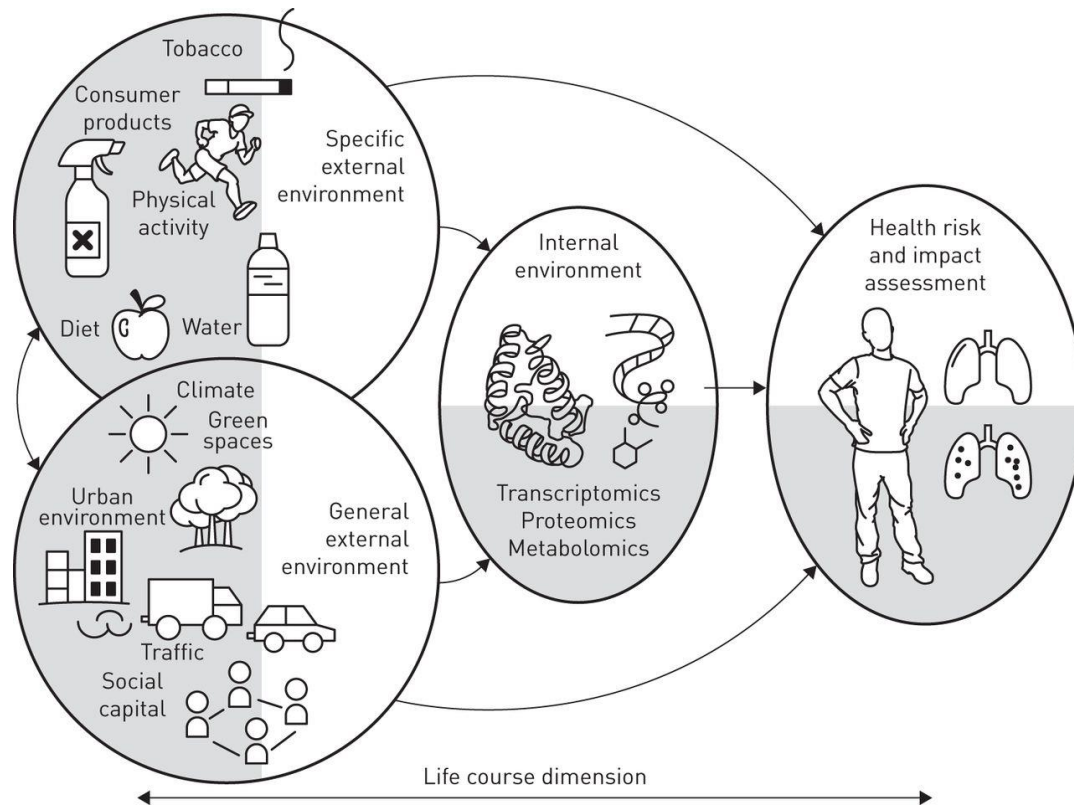 Tobacco
Consumer
products
Physical
activity
Specific
external
environment
Diet
Water
Climate
Green
spaces
Urban
environment
General
external
environment
Traffic
Social
capital
Internal
environment
Transcriptomics
Proteomics
Metabolomics
Health risk
and impact
assessment
Life course dimension